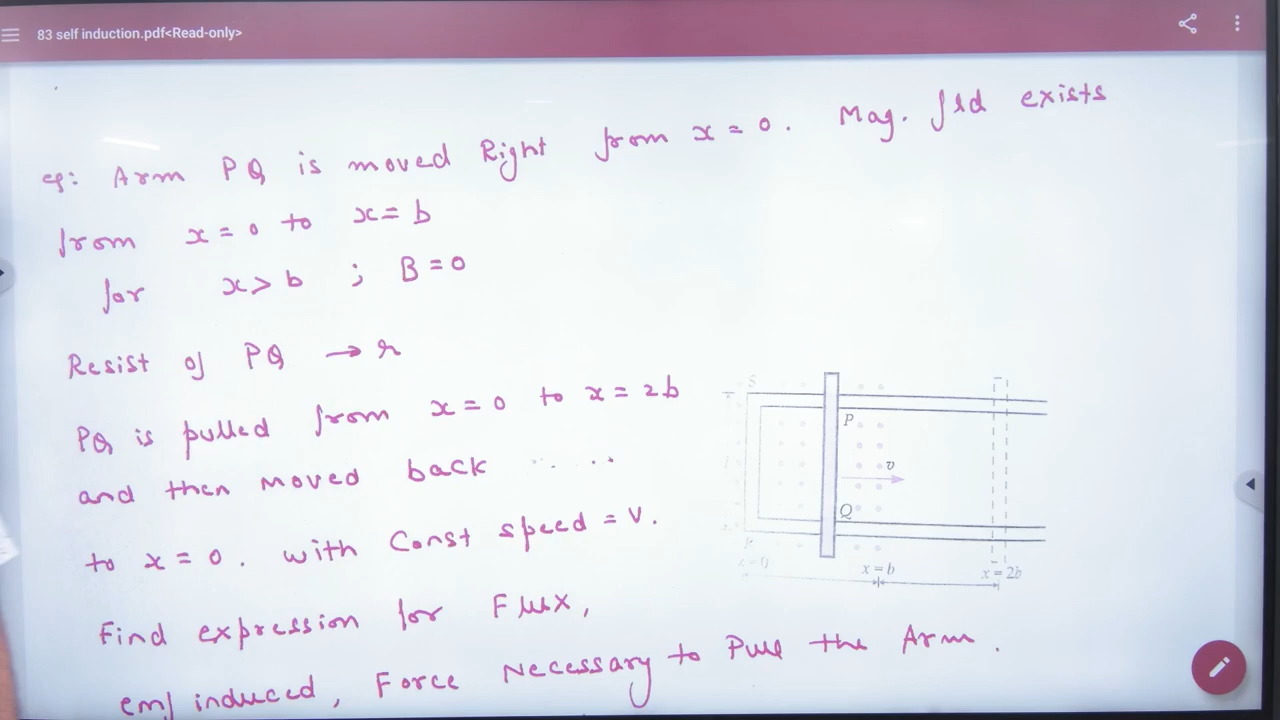 83 self induction.pdf<Read-only>
eg: Arm PQ is moved Right from x = 0. Mag. fld exists
from x = 0 to x = b
for x > b ; B = 0
Resist of PQ → r
PQ is pulled from x = 0 to x = 2b
and then moved back
to x = 0. with Const speed = v.
Find expression for Flux,
emf induced, Force Necessary to Pull the Arm.
S
P
v
Q
x = 0
x = b
x = 2b